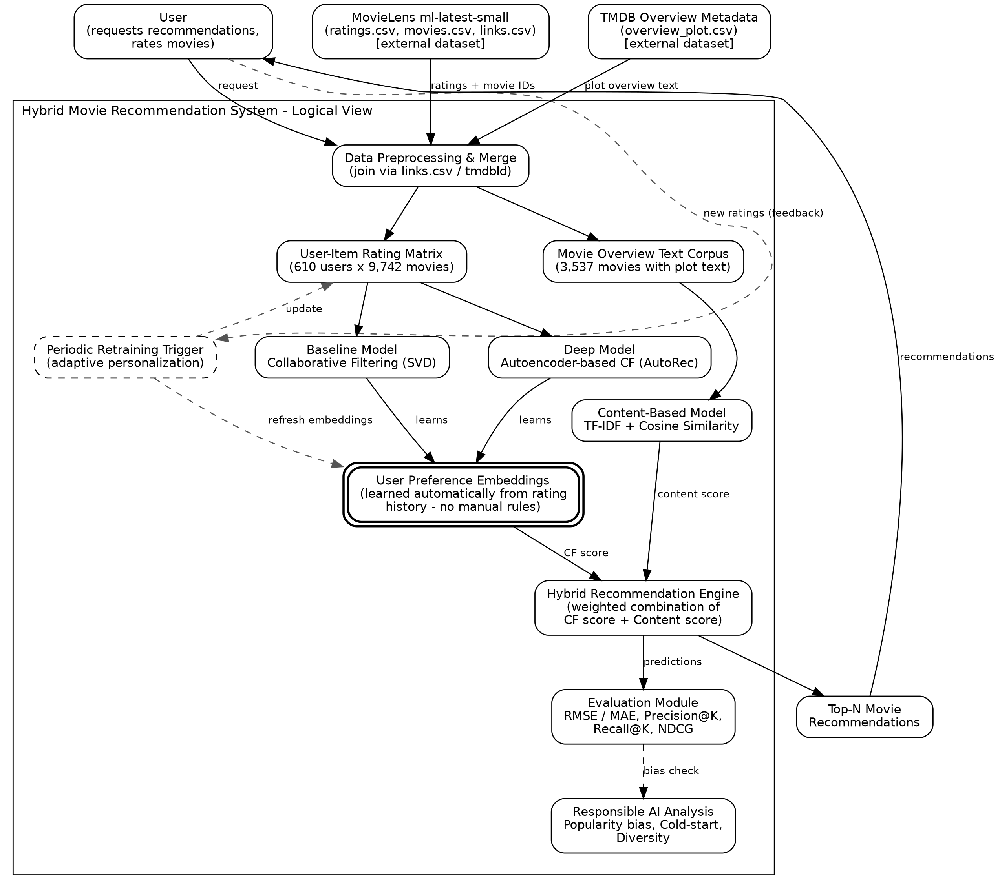 User
(requests recommendations,
rates movies)
MovieLens ml-latest-small
(ratings.csv, movies.csv, links.csv)
[external dataset]
TMDB Overview Metadata
(overview_plot.csv)
[external dataset]
request
ratings + movie IDs
plot overview text
Hybrid Movie Recommendation System - Logical View
Data Preprocessing & Merge
(join via links.csv / tmdbId)
new ratings (feedback)
User-Item Rating Matrix
(610 users x 9,742 movies)
Movie Overview Text Corpus
(3,537 movies with plot text)
update
Periodic Retraining Trigger
(adaptive personalization)
Baseline Model
Collaborative Filtering (SVD)
Deep Model
Autoencoder-based CF (AutoRec)
recommendations
refresh embeddings
learns
learns
Content-Based Model
TF-IDF + Cosine Similarity
User Preference Embeddings
(learned automatically from rating
history - no manual rules)
content score
CF score
Hybrid Recommendation Engine
(weighted combination of
CF score + Content score)
predictions
Evaluation Module
RMSE / MAE, Precision@K,
Recall@K, NDCG
Top-N Movie
Recommendations
bias check
Responsible AI Analysis
Popularity bias, Cold-start,
Diversity